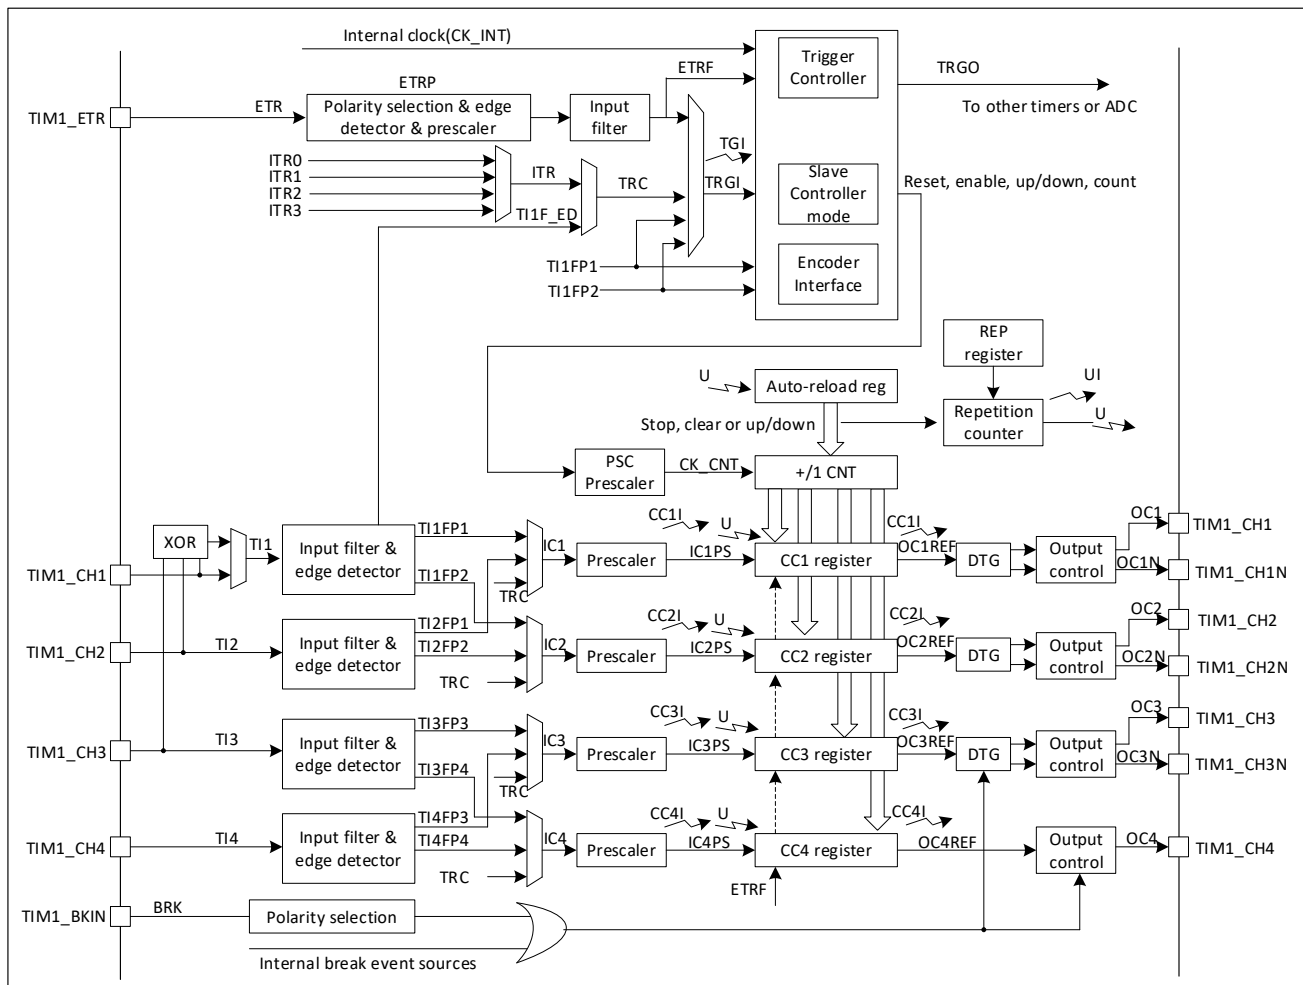 Internal clock(CK_INT)
Trigger
Controller
ETRF
TRGO
To other timers or ADC
ETRP
TIM1_ETR
ETR
Polarity selection & edge
detector & prescaler
Input
filter
TGI
ITR0
ITR1
ITR2
ITR3
ITR
TI1F_ED
TRC
TRGI
Slave
Controller
mode
Reset, enable, up/down, count
TI1FP1
TI1FP2
Encoder
Interface
REP
register
U
Auto-reload reg
UI
U
Stop, clear or up/down
Repetition
counter
PSC
Prescaler
CK_CNT
+/1 CNT
XOR
TI1
TIM1_CH1
Input filter &
edge detector
TI1FP1
TI1FP2
TRC
IC1
Prescaler
IC1PS
CC1I
U
CC1 register
CC1I
OC1REF
DTG
Output
control
OC1
OC1N
TIM1_CH1
TIM1_CH1N
TIM1_CH2
TI2
Input filter &
edge detector
TI2FP1
TI2FP2
TRC
IC2
Prescaler
IC2PS
CC2I
U
CC2 register
CC2I
OC2REF
DTG
Output
control
OC2
OC2N
TIM1_CH2
TIM1_CH2N
TIM1_CH3
TI3
Input filter &
edge detector
TI3FP3
TI3FP4
TRC
IC3
Prescaler
IC3PS
CC3I
U
CC3 register
CC3I
OC3REF
DTG
Output
control
OC3
OC3N
TIM1_CH3
TIM1_CH3N
TIM1_CH4
TI4
Input filter &
edge detector
TI4FP3
TI4FP4
TRC
IC4
Prescaler
IC4PS
CC4I
U
CC4 register
CC4I
OC4REF
Output
control
OC4
TIM1_CH4
ETRF
TIM1_BKIN
BRK
Polarity selection
Internal break event sources